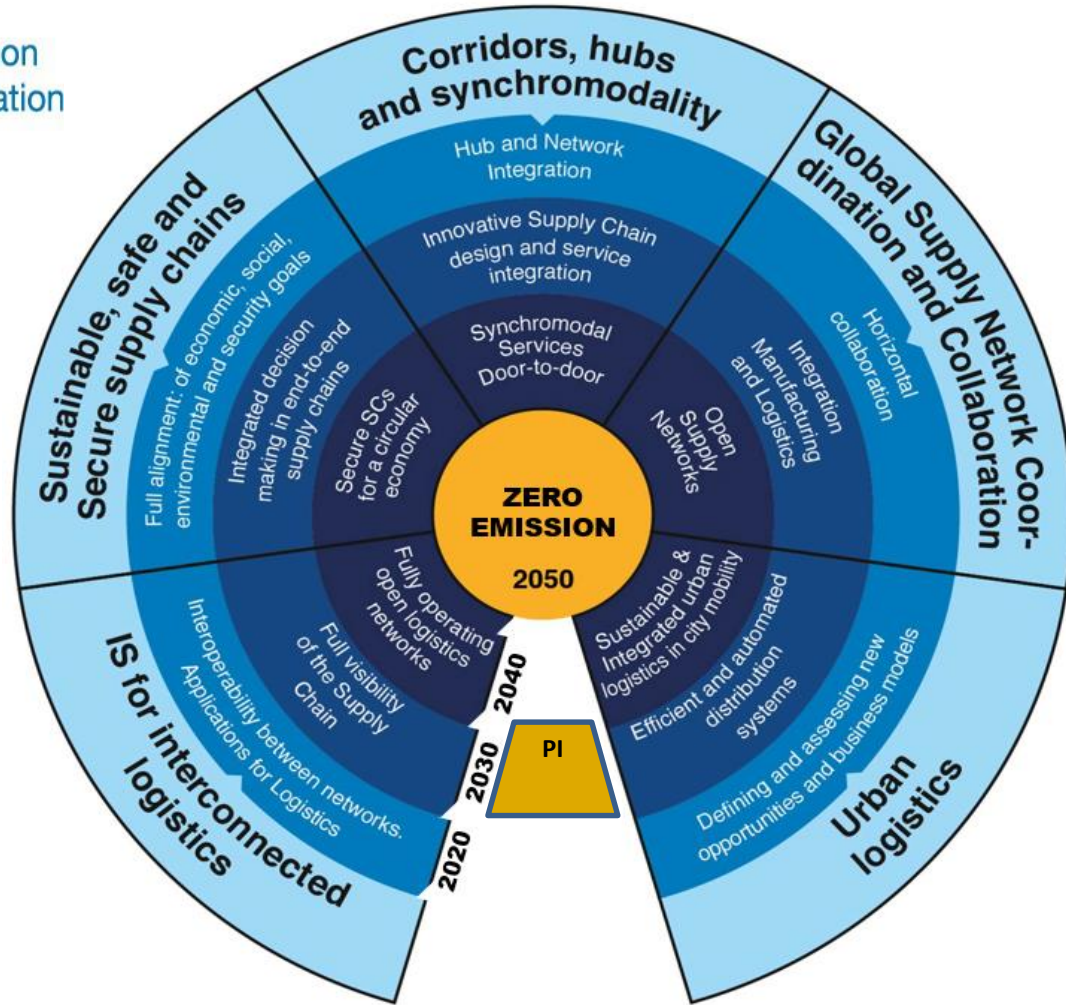 on
ation
Corridors, hubs
and synchromodality
Hub and Network
Integration
Innovative Supply Chain
design and service
integration
Synchromodal
Services
Door-to-door
Sustainable, safe and
Secure supply chains
Full alignment: of economic, social,
environmental and security goals
Integrated decision
making in end-to-end
supply chains
Secure SCs
for a circular
economy
Global Supply Network Coor-
dination and Collaboration
Horizontal
collaboration
Integration
Manufacturing
and Logistics
Open
Supply
Networks
ZERO
EMISSION
2050
IS for interconnected
logistics
Interoperability between networks.
Applications for Logistics
Full visibility
of the Supply
Chain
Fully operating
open logistics
networks
2040
2030
2020
PI
Sustainable &
Integrated urban
logistics in city mobility
Efficient and automated
distribution
systems
Defining and assessing new
opportunities and business models
Urban
logistics